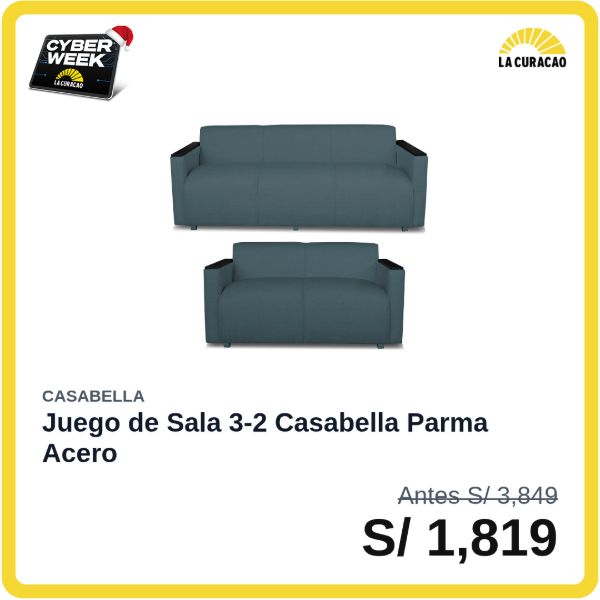 CYBER
WEEK
LA CURACAO
LA CURACAO
CASABELLA
Juego de Sala 3-2 Casabella Parma
Acero
Antes S/ 3,849
S/ 1,819